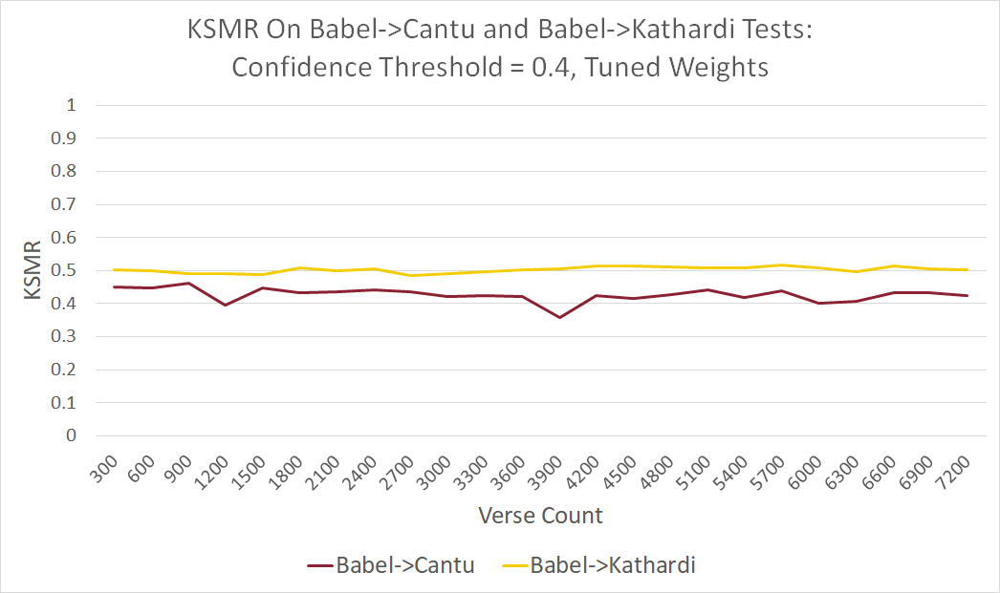 KSMR On Babel->Cantu and Babel->Kathardi Tests:
Confidence Threshold = 0.4, Tuned Weights
KSMR
1
0.9
0.8
0.7
0.6
0.5
0.4
0.3
0.2
0.1
0
300 600 900 1200 1500 1800 2100 2400 2700 3000 3300 3600 3900 4200 4500 4800 5100 5400 5700 6000 6300 6600 6900 7200
Verse Count
Babel->Cantu Babel->Kathardi